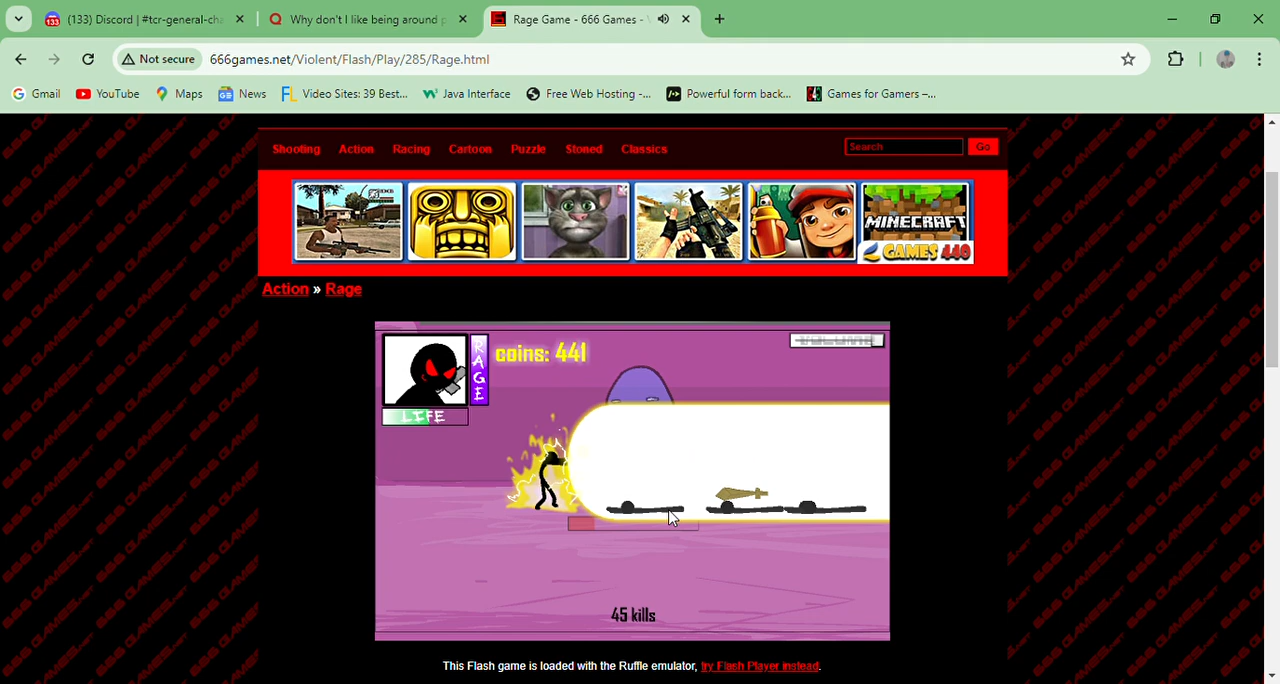 133
(133) Discord | #tcr-general-cha
Why don't I like being around p
Rage Game - 666 Games -
Not secure
666games.net/Violent/Flash/Play/285/Rage.html
Gmail
YouTube
Maps
News
Video Sites: 39 Best...
Java Interface
Free Web Hosting -...
Powerful form back...
Games for Gamers –...
Shooting
Action
Racing
Cartoon
Puzzle
Stoned
Classics
Search
Go
MINECRAFT
GAMES 440
Action » Rage
RAGE
coins: 441
VOLUME
LIFE
45 kills
This Flash game is loaded with the Ruffle emulator, try Flash Player instead.